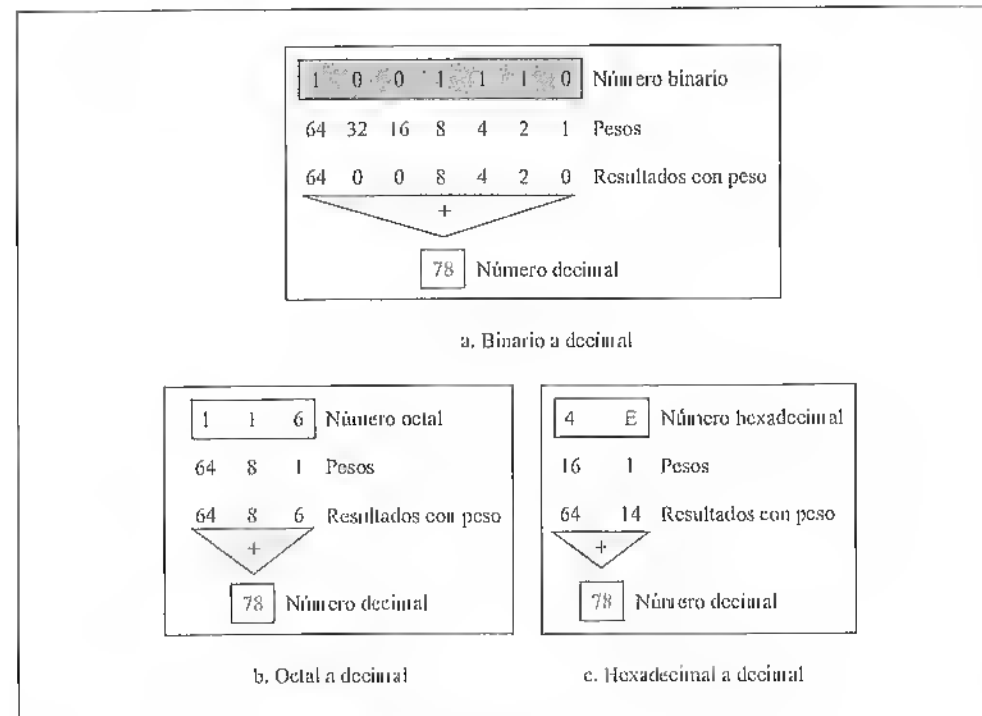 1 0 0 1 1 1 0 Número binario
64 32 16 8 4 2 1 Pesos
64 0 0 8 4 2 0 Resultados con peso
+
78 Número decimal
a. Binario a decimal
1 1 6 Número octal
64 8 1 Pesos
64 8 6 Resultados con peso
+
78 Número decimal
b. Octal a decimal
4 E Número hexadecimal
16 1 Pesos
64 14 Resultados con peso
+
78 Número decimal
c. Hexadecimal a decimal